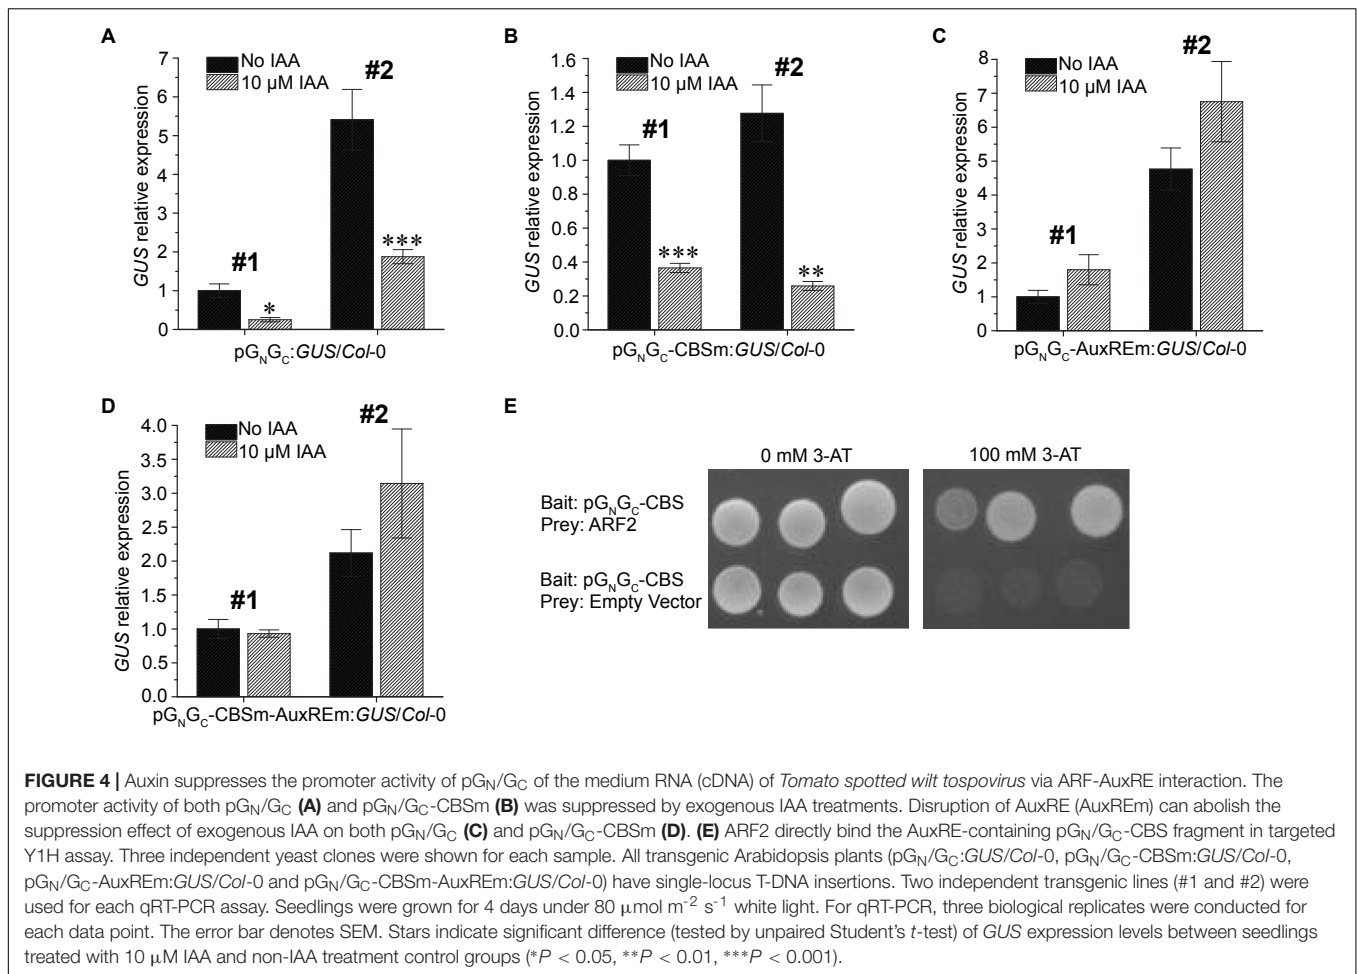 A
No IAA
10 µM IAA
#1
#2
*
***
GUS relative expression
7
6
5
4
3
2
1
0
pGNGC:GUS/Col-0
B
No IAA
10 µM IAA
#1
#2
***
**
GUS relative expression
1.6
1.4
1.2
1.0
0.8
0.6
0.4
0.2
0.0
pGNGC-CBSm:GUS/Col-0
C
No IAA
10 µM IAA
#1
#2
GUS relative expression
8
7
6
5
4
3
2
1
0
pGNGC-AuxREm:GUS/Col-0
D
No IAA
10 µM IAA
#1
#2
GUS relative expression
4.0
3.5
3.0
2.5
2.0
1.5
1.0
0.5
0.0
pGNGC-CBSm-AuxREm:GUS/Col-0
E
0 mM 3-AT
100 mM 3-AT
Bait: pGNGC-CBS
Prey: ARF2
Bait: pGNGC-CBS
Prey: Empty Vector
FIGURE 4 | Auxin suppresses the promoter activity of pGN/GC of the medium RNA (cDNA) of Tomato spotted wilt tospovirus via ARF-AuxRE interaction. The
promoter activity of both pGN/GC (A) and pGN/GC-CBSm (B) was suppressed by exogenous IAA treatments. Disruption of AuxRE (AuxREm) can abolish the
suppression effect of exogenous IAA on both pGN/GC (C) and pGN/GC-CBSm (D). (E) ARF2 directly bind the AuxRE-containing pGN/GC-CBS fragment in targeted
Y1H assay. Three independent yeast clones were shown for each sample. All transgenic Arabidopsis plants (pGN/GC:GUS/Col-0, pGN/GC-CBSm:GUS/Col-0,
pGN/GC-AuxREm:GUS/Col-0 and pGN/GC-CBSm-AuxREm:GUS/Col-0) have single-locus T-DNA insertions. Two independent transgenic lines (#1 and #2) were
used for each qRT-PCR assay. Seedlings were grown for 4 days under 80 µmol m-2 s-1 white light. For qRT-PCR, three biological replicates were conducted for
each data point. The error bar denotes SEM. Stars indicate significant difference (tested by unpaired Student's t-test) of GUS expression levels between seedlings
treated with 10 µM IAA and non-IAA treatment control groups (*P < 0.05, **P < 0.01, ***P < 0.001).